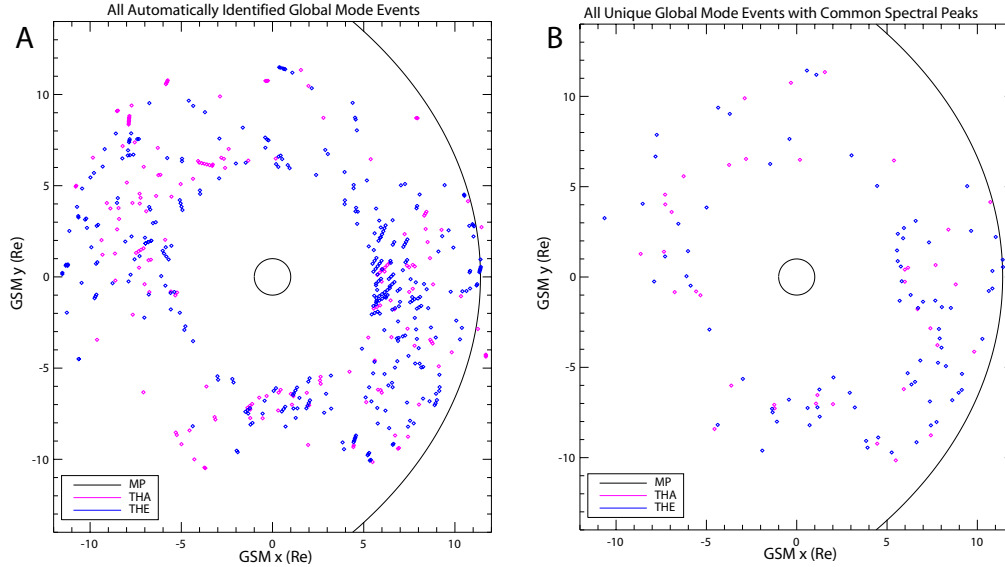 All Automatically Identified Global Mode Events
A
GSM y (Re)
10
5
0
-5
-10
MP
THA
THE
-10
-5
0
5
10
GSM x (Re)
All Unique Global Mode Events with Common Spectral Peaks
B
GSM y (Re)
10
5
0
-5
-10
MP
THA
THE
-10
-5
0
5
10
GSM x (Re)